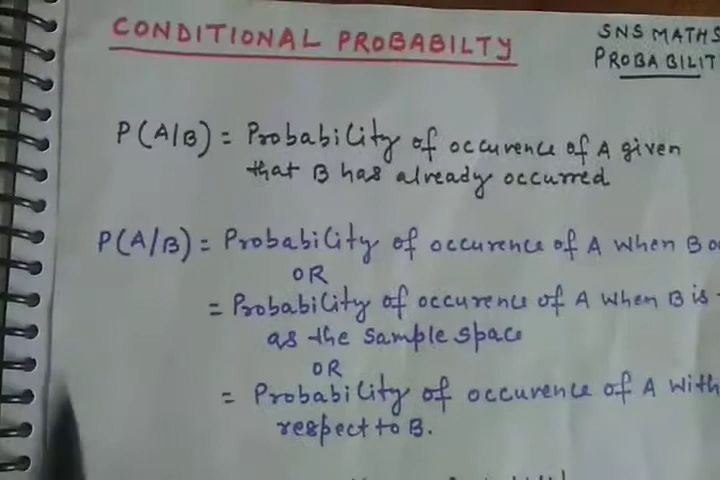 CONDITIONAL PROBABILTY
SNS MATHS
PROBABILIT
P(A/B) = Probability of occurence of A given
that B has already occurred
P(A/B) = Probability of occurence of A when B
OR
= Probability of occurence of A when B is
as the sample space
OR
= Probability of occurence of A with
respect to B.